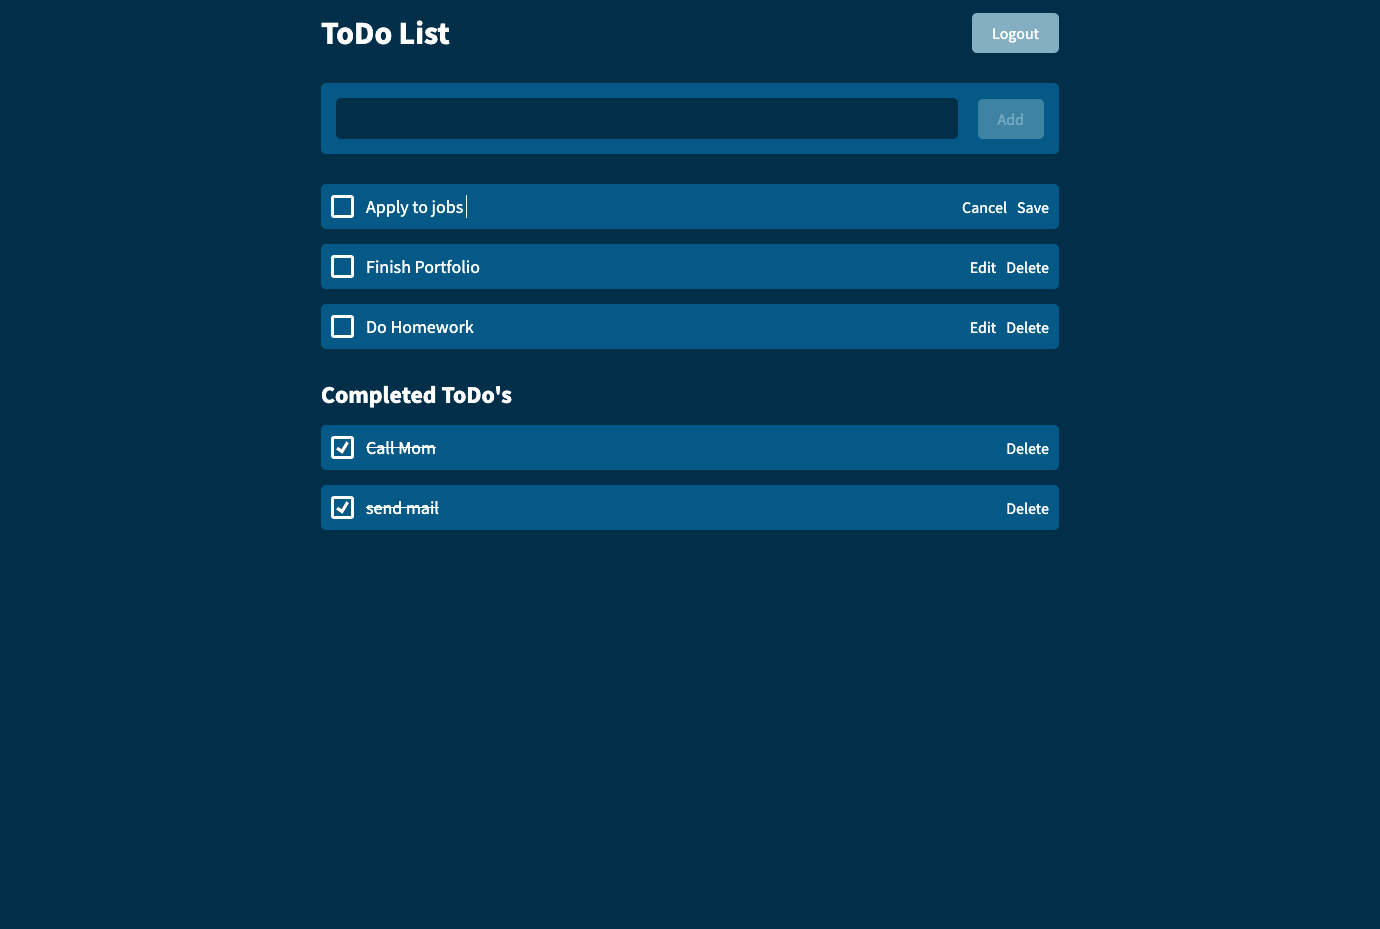 ToDo List Logout
Add
Apply to jobs Cancel Save
Finish Portfolio Edit Delete
Do Homework Edit Delete
Completed ToDo's
Call Mom Delete
send mail Delete